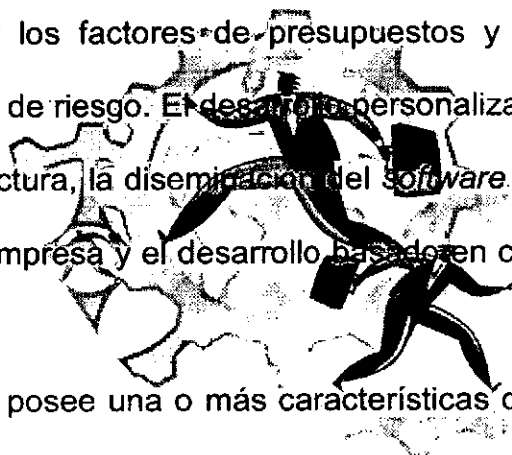 los factores de presupuestos y
de riesgo. El desarrollo personaliza
ctura, la diseminación del software
mpresa y el desarrollo basado en c
posee una o más características